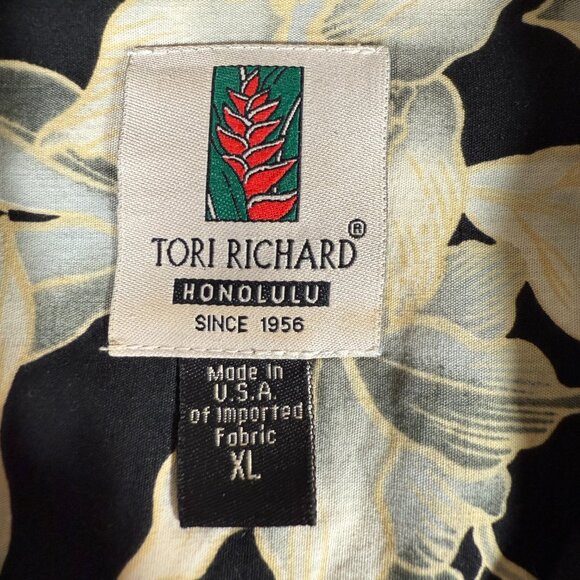 TORI RICHARD®
HONOLULU
SINCE 1956
Made in
U.S.A.
of Imported
Fabric
XL